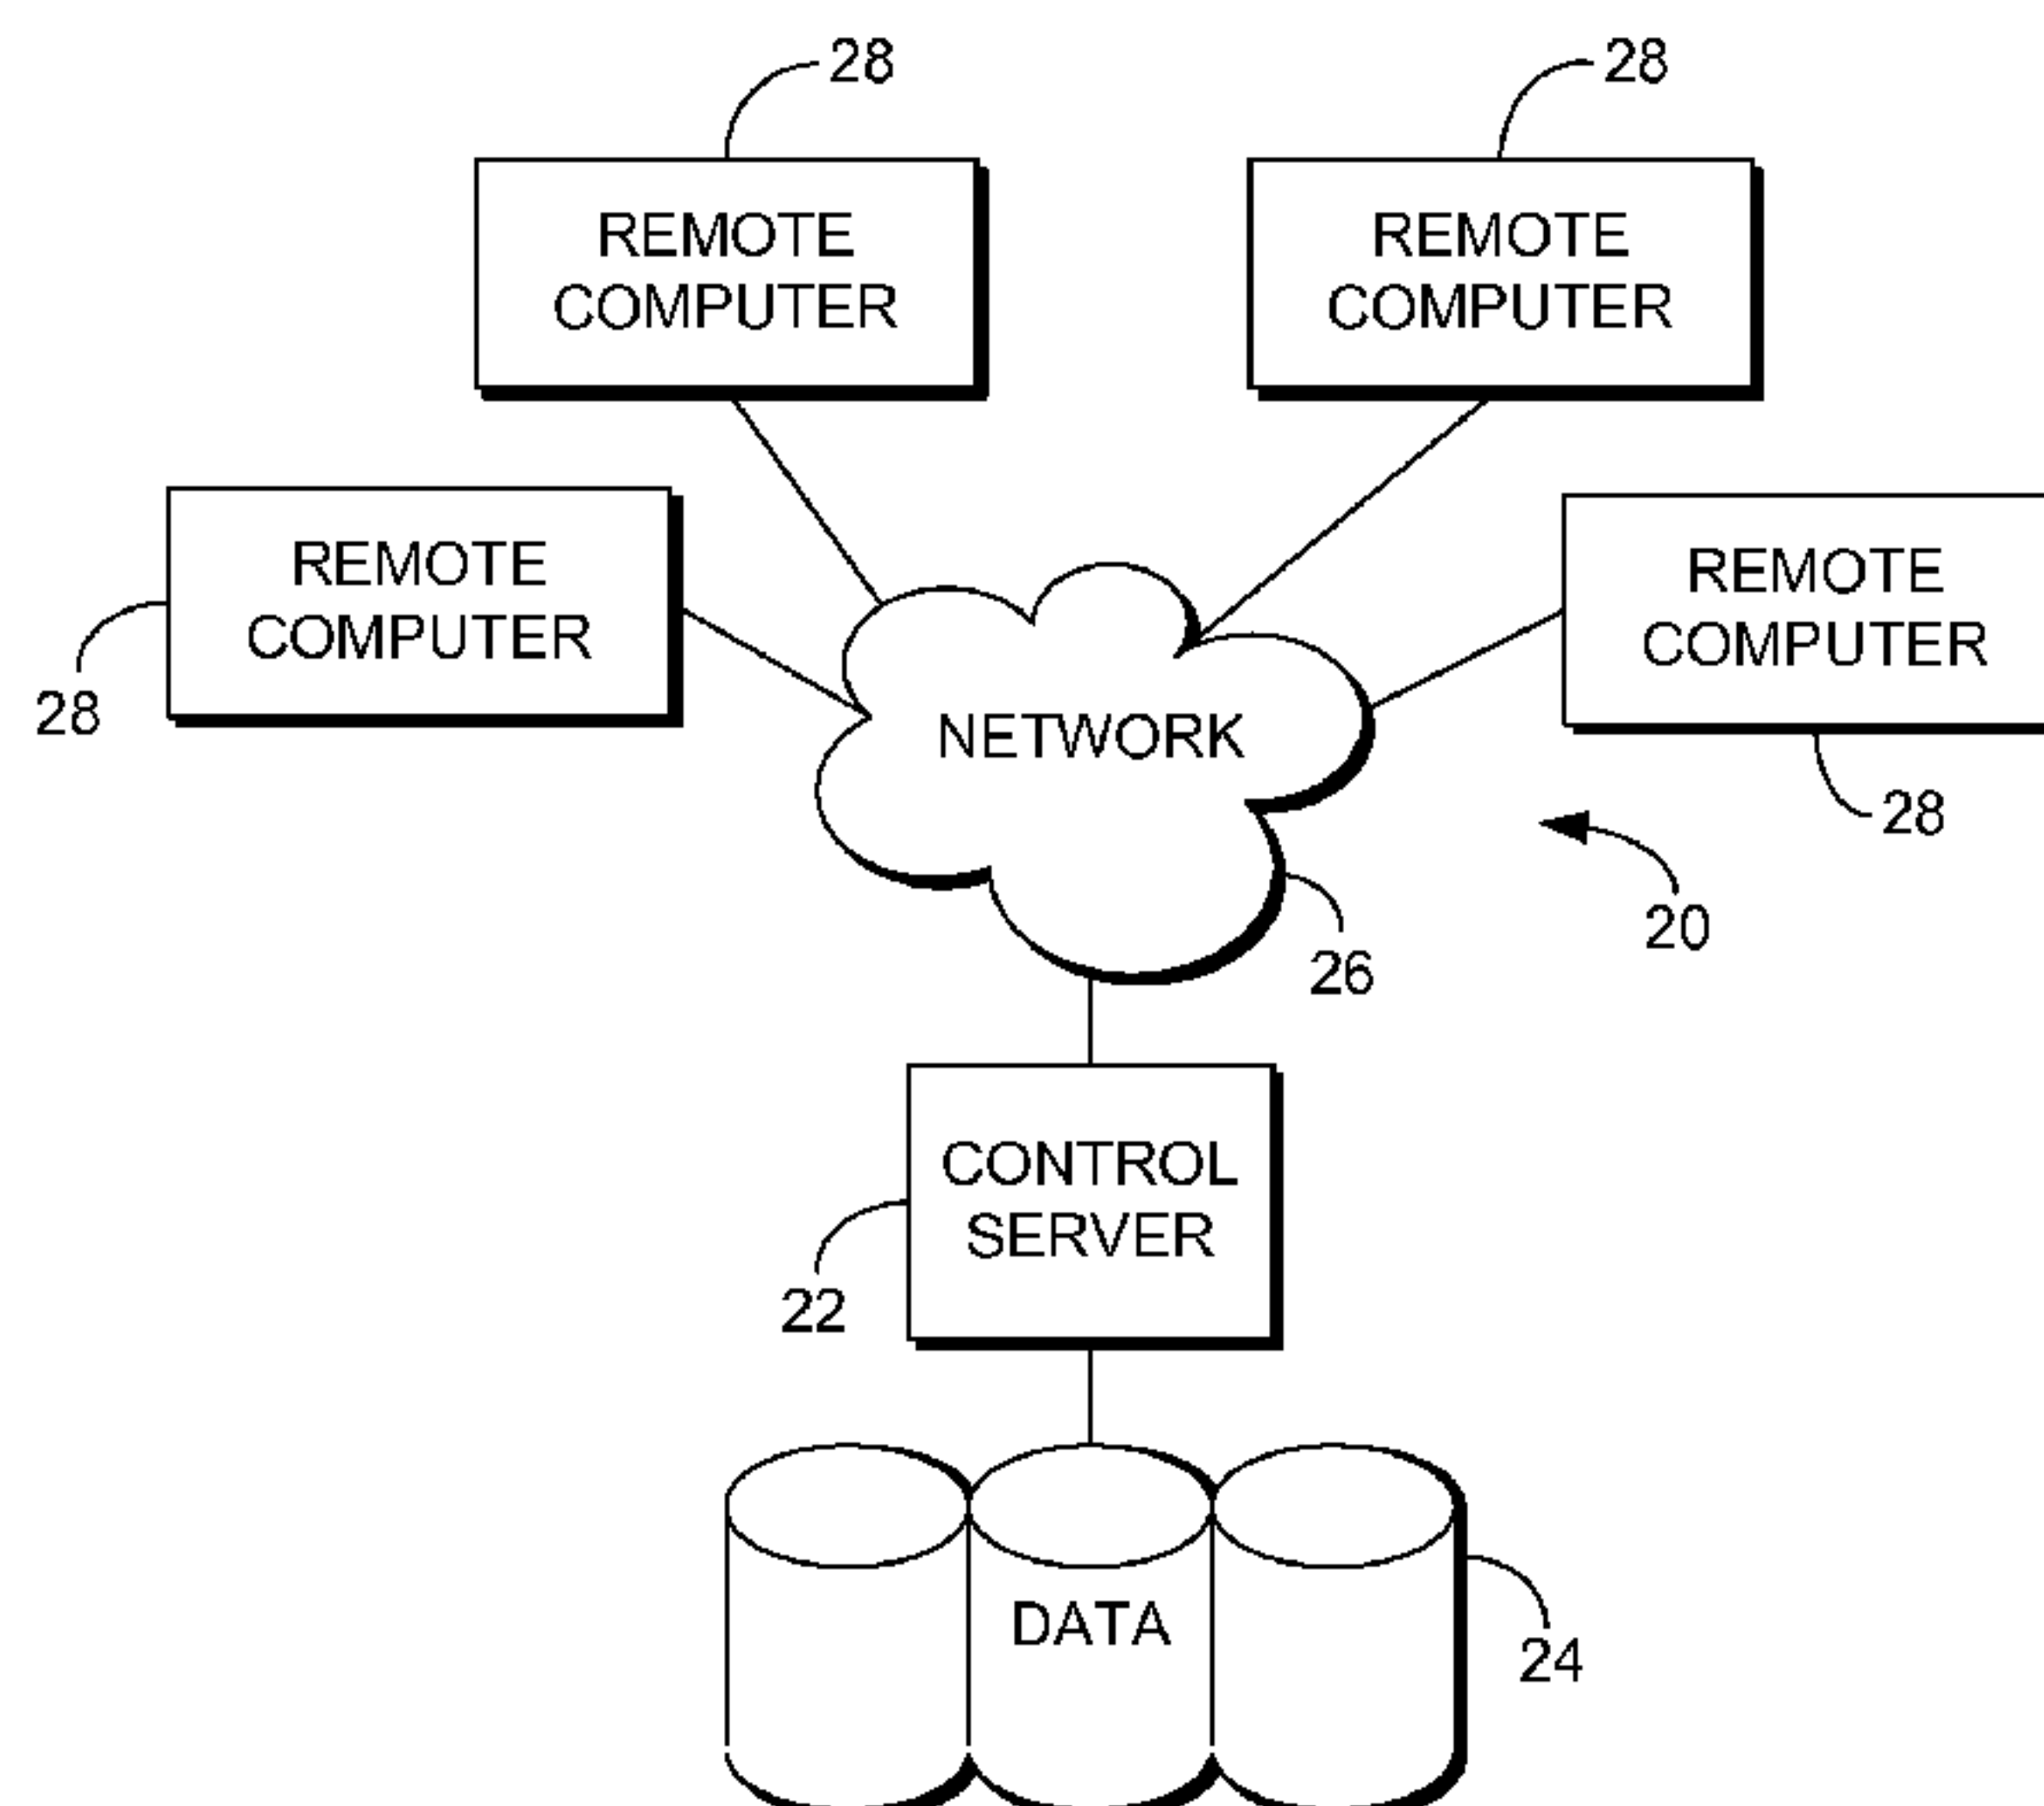 28
28
REMOTE
COMPUTER
REMOTE
COMPUTER
REMOTE
COMPUTER
REMOTE
COMPUTER
28
NETWORK
28
20
26
CONTROL
SERVER
22
DATA
24